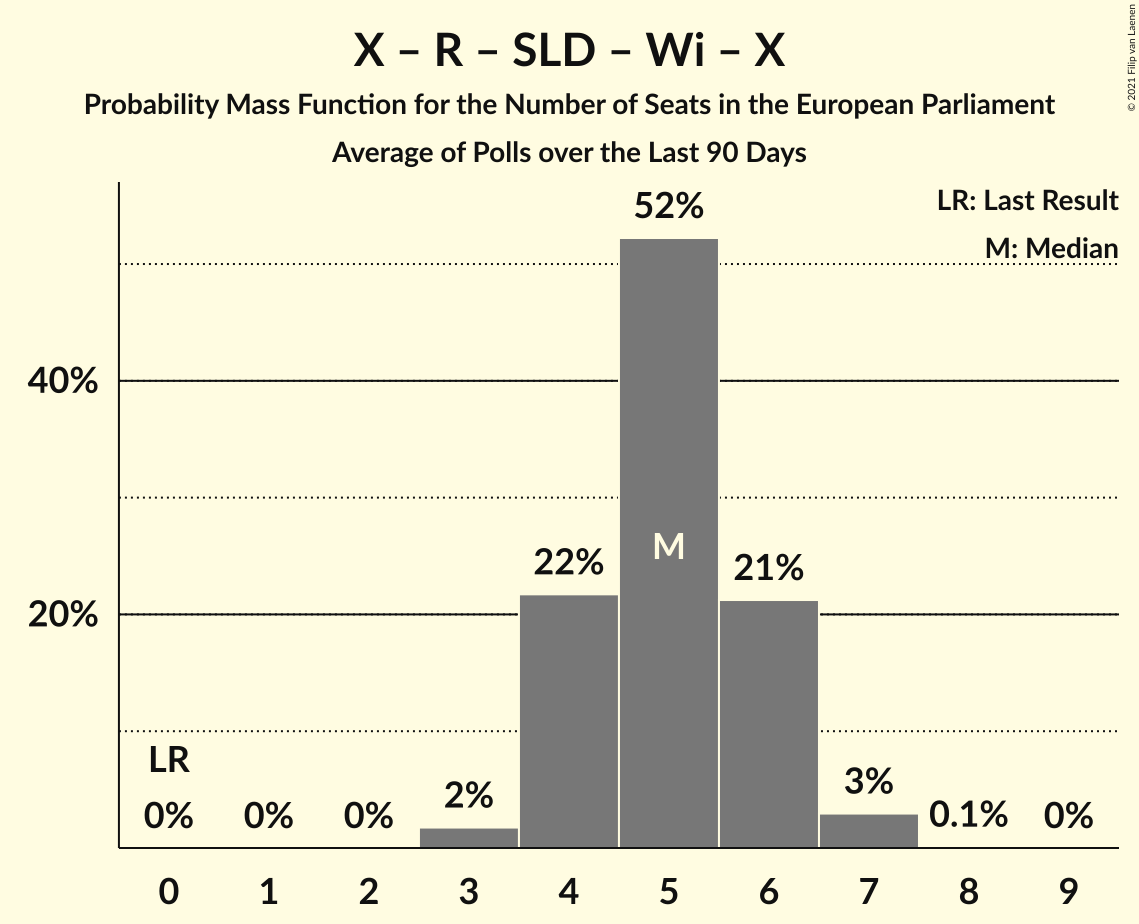 X – R – SLD – Wi – X
Probability Mass Function for the Number of Seats in the European Parliament
Average of Polls over the Last 90 Days
© 2021 Filip van Laenen
LR: Last Result
M: Median
52%
40%
22%
M
21%
20%
LR
0%
0%
0%
2%
3%
0.1%
0%
0 1 2 3 4 5 6 7 8 9